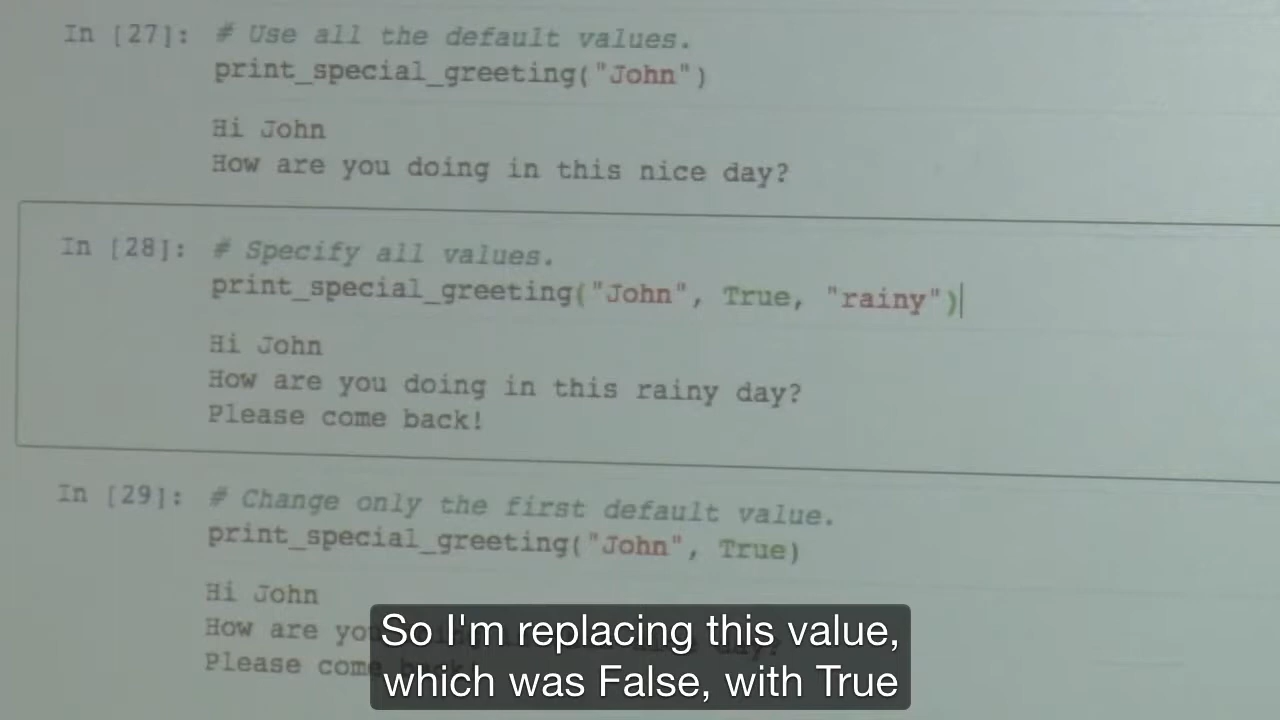 In [27]: # Use all the default values.
print_special_greeting("John")
Hi John
How are you doing in this nice day?
In [28]: # Specify all values.
print_special_greeting("John", True, "rainy")
Hi John
How are you doing in this rainy day?
Please come back!
In [29]: # Change only the first default value.
print_special_greeting("John", True)
Hi John
How are you
Please come
So I'm replacing this value,
which was False, with True